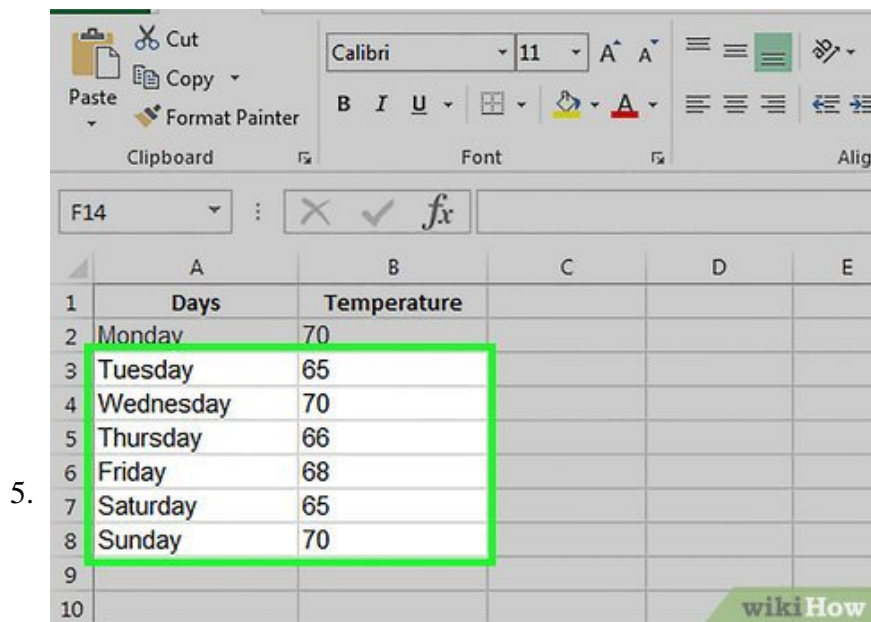 Cut
Copy
Paste
Format Painter
Clipboard
Calibri
11
A A
B I U A
Font
Alig
F14
fx
A B C D E
1 Days Temperature
2 Monday 70
3 Tuesday 65
4 Wednesday 70
5 Thursday 66
6 Friday 68
5.
7 Saturday 65
8 Sunday 70
9
10
wikiHow